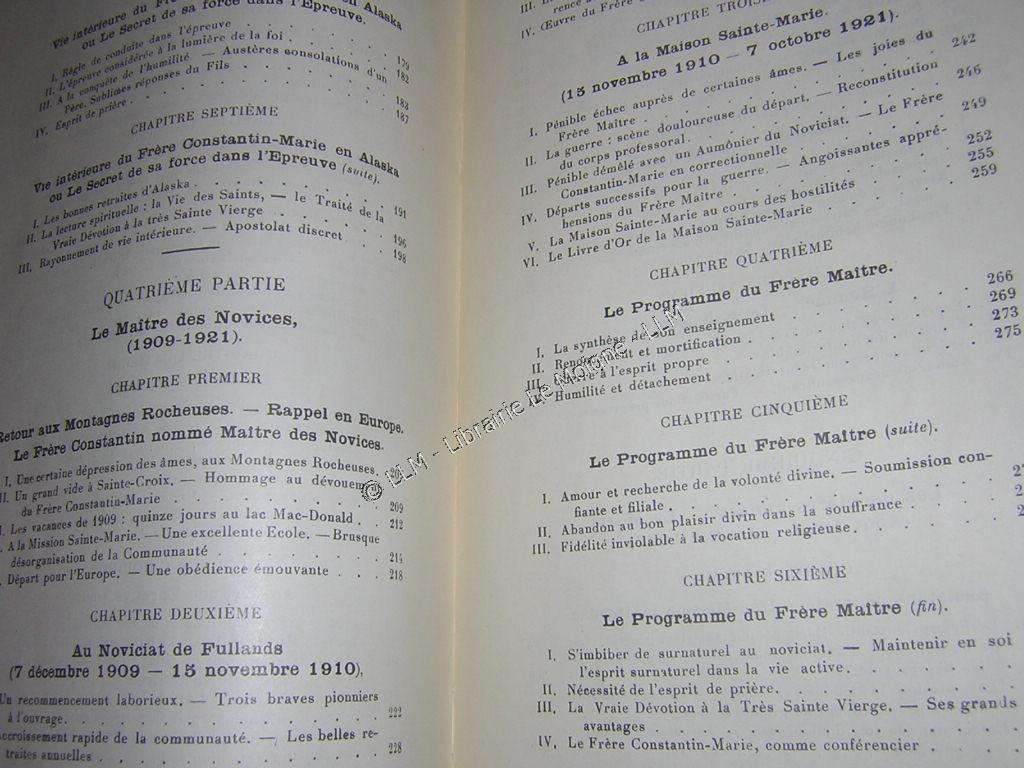 Vie intérieure du Frère Constantin-Marie en Alaska
ou Le Secret de sa force dans l'Epreuve.
I. Règle de conduite dans l'épreuve . . . . . 179
II. L'épreuve considérée à la lumière de la foi . . . 182
III. A la conquête de l'humilité — Austères consolations d'un
Père. Sublimes réponses du Fils . . . . 183
IV. Esprit de prière . . . . . 187
CHAPITRE SEPTIÈME
Vie intérieure du Frère Constantin-Marie en Alaska
ou Le Secret de sa force dans l'Epreuve (suite).
I. Les bonnes retraites d'Alaska . . . . . 191
II. La lecture spirituelle : la Vie des Saints, — le Traité de la
Vraie Dévotion à la très Sainte Vierge . . . . 196
III. Rayonnement de vie intérieure. — Apostolat discret . . 198
QUATRIÈME PARTIE
Le Maître des Novices,
(1909-1921).
CHAPITRE PREMIER
Retour aux Montagnes Rocheuses. — Rappel en Europe.
Le Frère Constantin nommé Maître des Novices.
I. Une certaine dépression des âmes, aux Montagnes Rocheuses.
II. Un grand vide à Sainte-Croix. — Hommage au dévouement
du Frère Constantin-Marie . . . . 209
Les vacances de 1909 : quinze jours au lac Mac-Donald . . 212
A la Mission Sainte-Marie. — Une excellente Ecole. — Brusque
désorganisation de la Communauté . . . . 214
Départ pour l'Europe. — Une obédience émouvante . . . 218
CHAPITRE DEUXIÈME
Au Noviciat de Fullands
(7 décembre 1909 — 15 novembre 1910),
Un recommencement laborieux. — Trois braves pionniers
à l'ouvrage. . . . . 222
Accroissement rapide de la communauté. — Les belles re-
traites annuelles . . . . 228
III.
IV. Œuvre du Frère
CHAPITRE TROISIÈME
A la Maison Sainte-Marie.
(15 novembre 1910 — 7 octobre 1921).
I. Pénible échec auprès de certaines âmes. — Les joies du
Frère Maître . . . . 242
II. La guerre : scène douloureuse du départ. — Reconstitution
du corps professoral . . . . 246
III. Pénible démêlé avec un Aumônier du Noviciat. — Le Frère
Constantin-Marie en correctionnelle . . . . 249
IV. Départs successifs pour la guerre. — Angoissantes appré-
hensions du Frère Maître . . . . 252
V. La Maison Sainte-Marie au cours des hostilités . . . 255
VI. Le Livre d'Or de la Maison Sainte-Marie . . . 259
CHAPITRE QUATRIÈME
Le Programme du Frère Maître.
I. La synthèse de son enseignement . . . . 266
II. Renoncement et mortification . . . . 269
III. à l'esprit propre . . . . 273
IV. Humilité et détachement . . . . 275
CHAPITRE CINQUIÈME
Le Programme du Frère Maître (suite).
I. Amour et recherche de la volonté divine. — Soumission con-
fiante et filiale . . . .
II. Abandon au bon plaisir divin dans la souffrance . . .
III. Fidélité inviolable à la vocation religieuse . . . .
CHAPITRE SIXIÈME
Le Programme du Frère Maître (fin).
I. S'imbiber de surnaturel au noviciat. — Maintenir en soi
l'esprit surnaturel dans la vie active. . . . .
II. Nécessité de l'esprit de prière. . . . .
III. La Vraie Dévotion à la Très Sainte Vierge. — Ses grands
avantages . . . .
IV. Le Frère Constantin-Marie, comme conférencier . . .
© LLM - Librairie Le Moigne - LLM